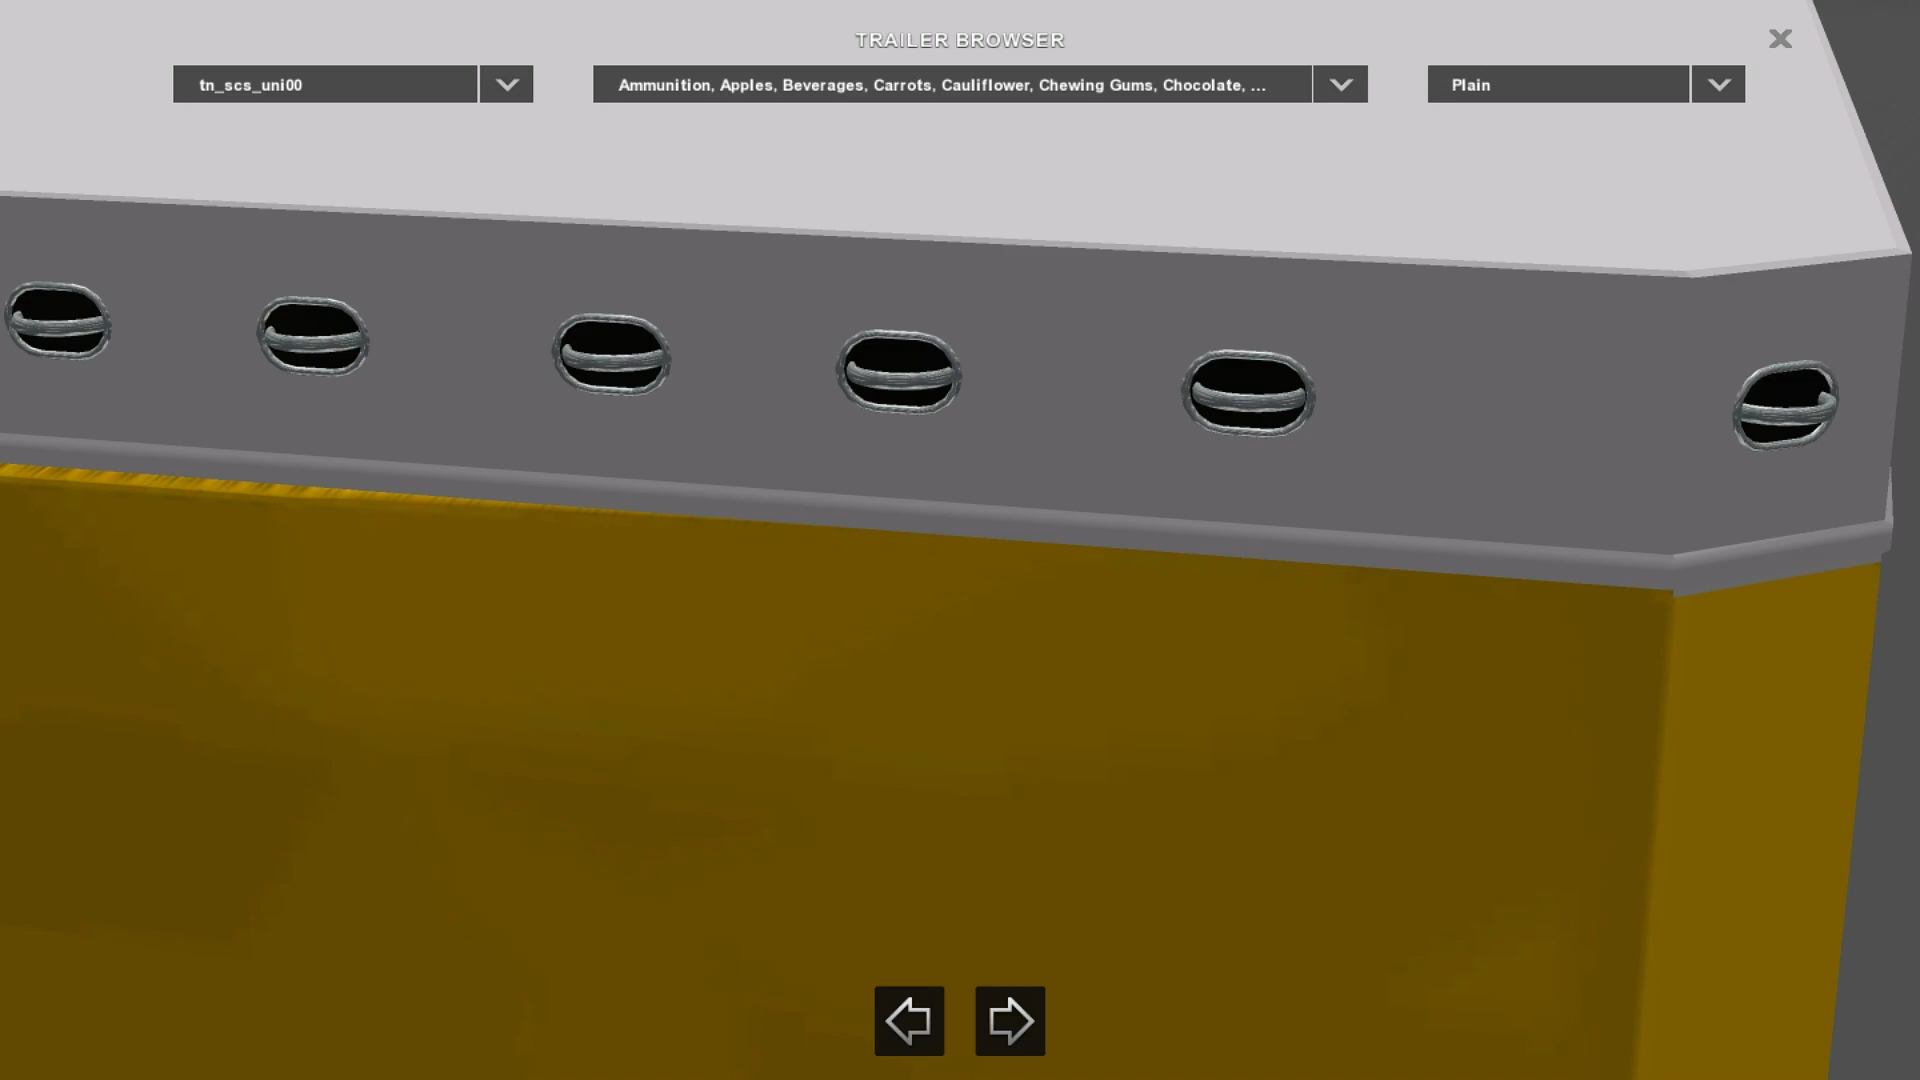 TRAILER BROWSER
tn_scs_uni00
Ammunition, Apples, Beverages, Carrots, Cauliflower, Chewing Gums, Chocolate, ...
Plain